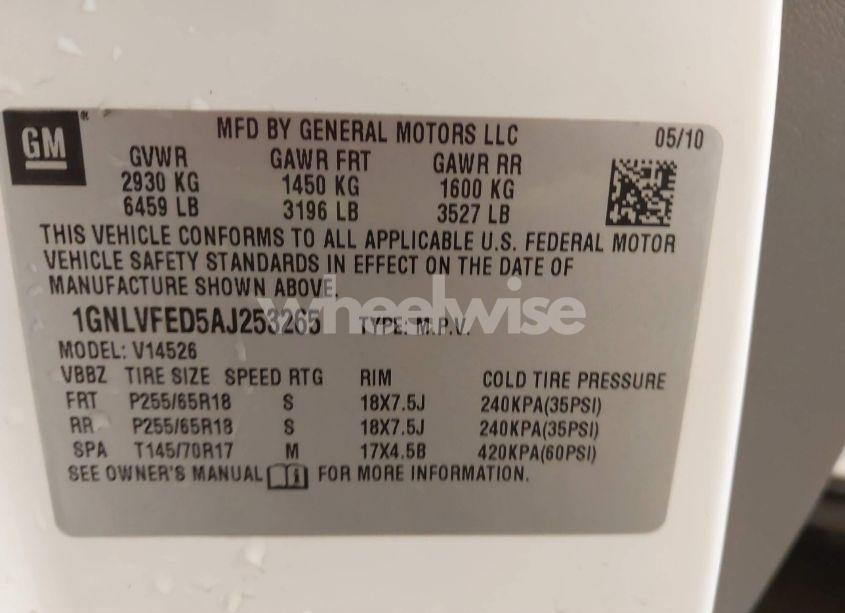 GM
MFD BY GENERAL MOTORS LLC 05/10
GVWR GAWR FRT GAWR RR
2930 KG 1450 KG 1600 KG
6459 LB 3196 LB 3527 LB
THIS VEHICLE CONFORMS TO ALL APPLICABLE U.S. FEDERAL MOTOR
VEHICLE SAFETY STANDARDS IN EFFECT ON THE DATE OF
MANUFACTURE SHOWN ABOVE.
wheelwise
1GNLVFED5AJ253265 TYPE: M.P.V.
MODEL: V14526
VBBZ TIRE SIZE SPEED RTG RIM COLD TIRE PRESSURE
FRT P255/65R18 S 18X7.5J 240KPA(35PSI)
RR P255/65R18 S 18X7.5J 240KPA(35PSI)
SPA T145/70R17 M 17X4.5B 420KPA(60PSI)
SEE OWNER'S MANUAL FOR MORE INFORMATION.